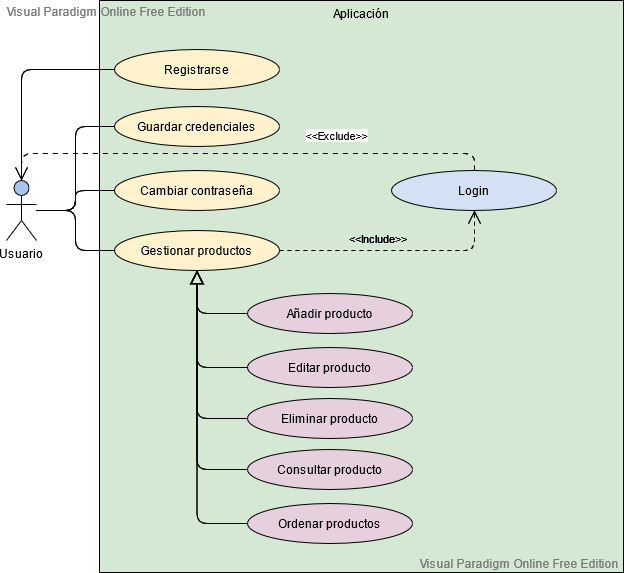 Visual Paradigm Online Free Edition
Aplicación
Registrarse
Guardar credenciales
<<Exclude>>
Cambiar contraseña
Login
Usuario
Gestionar productos
<<Include>>
Añadir producto
Editar producto
Eliminar producto
Consultar producto
Ordenar productos
Visual Paradigm Online Free Edition